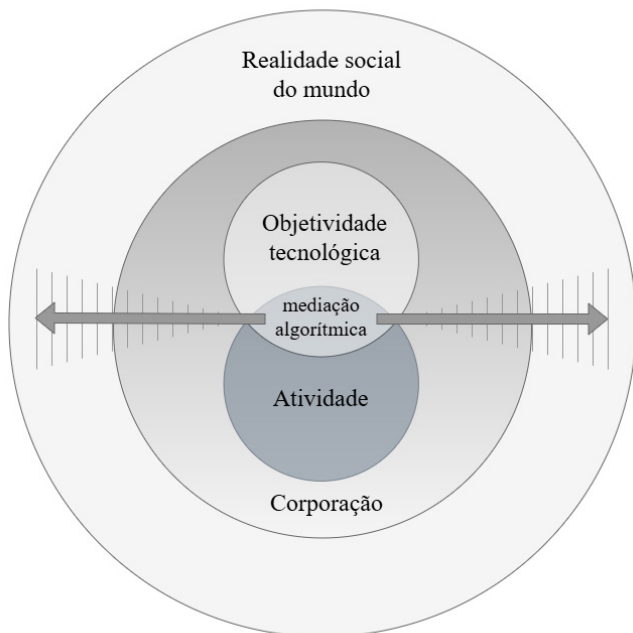 Realidade social
do mundo
Objetividade
tecnológica
mediação
algorítmica
Atividade
Corporação